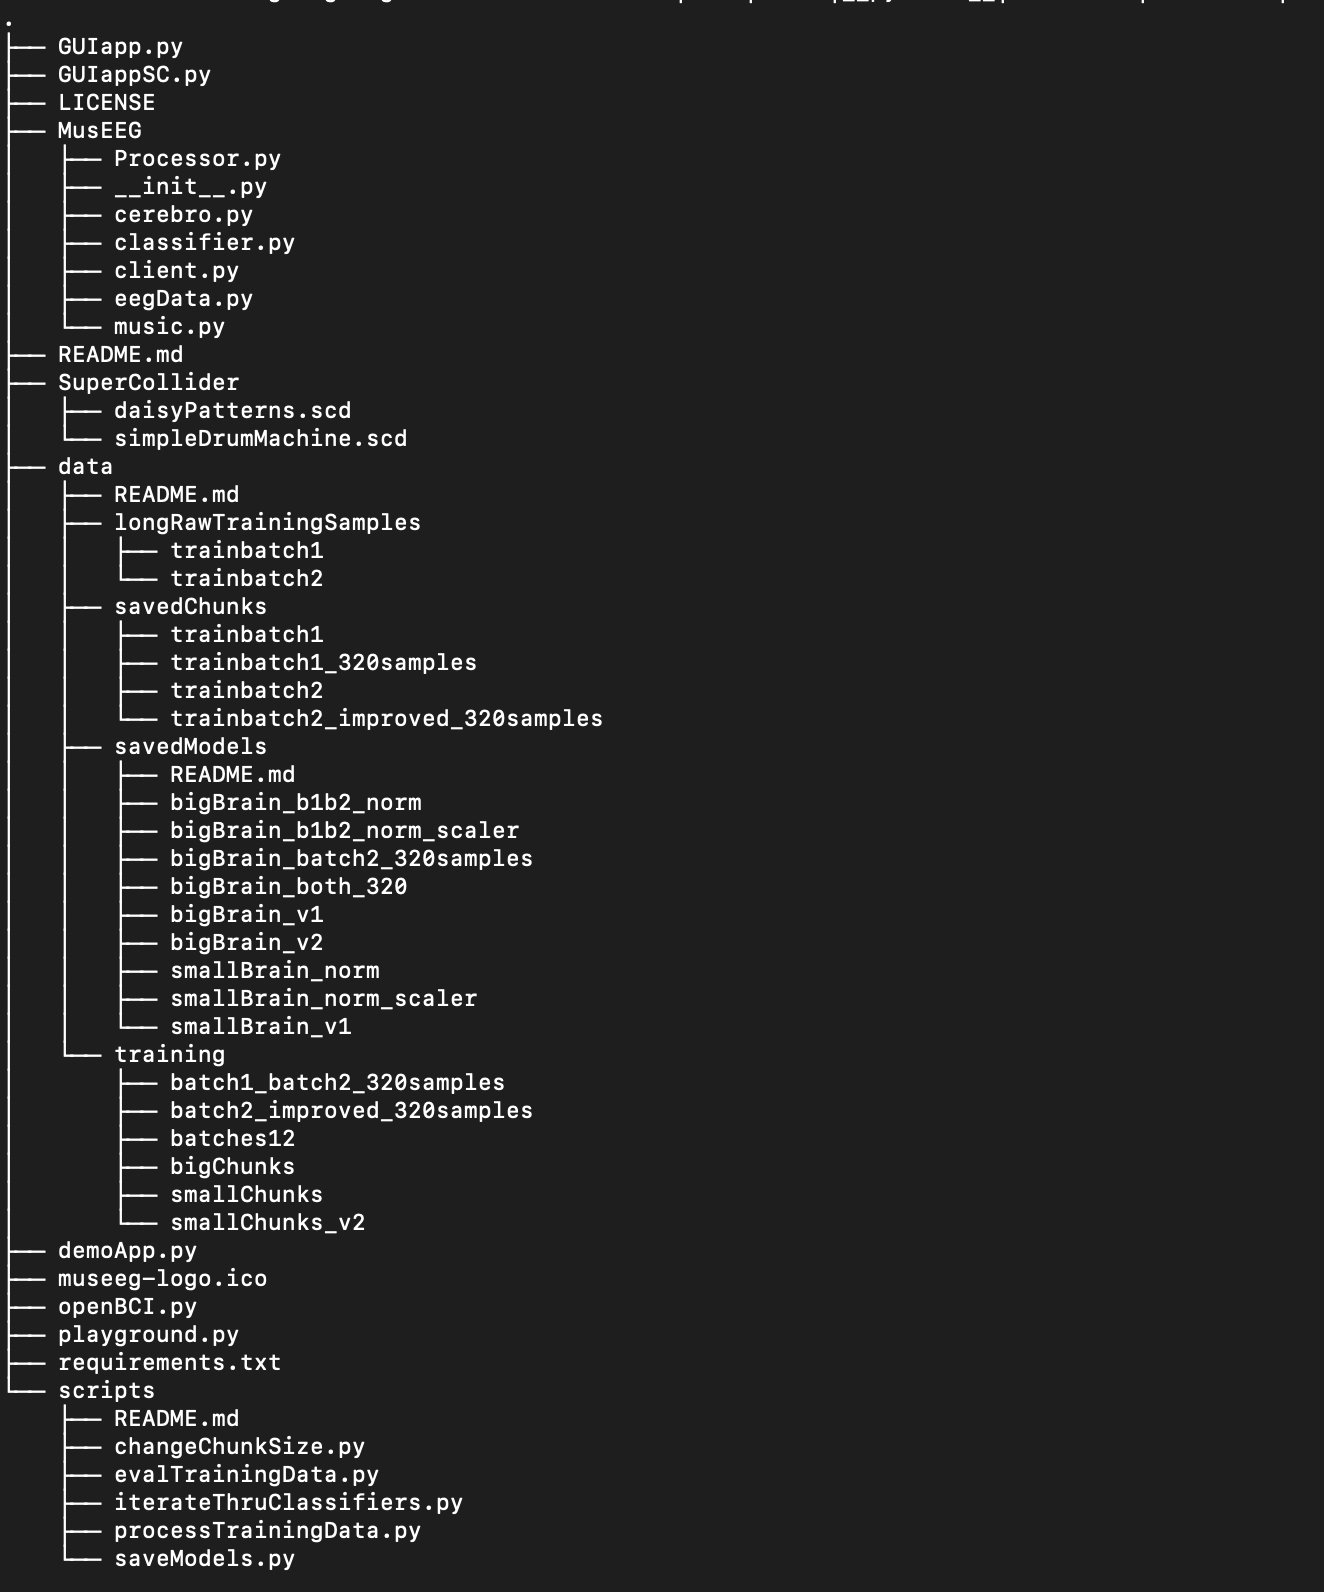 .
├── GUIapp.py
├── GUIappSC.py
├── LICENSE
├── MusEEG
│   ├── Processor.py
│   ├── __init__.py
│   ├── cerebro.py
│   ├── classifier.py
│   ├── client.py
│   ├── eegData.py
│   └── music.py
├── README.md
├── SuperCollider
│   ├── daisyPatterns.scd
│   └── simpleDrumMachine.scd
├── data
│   ├── README.md
│   ├── longRawTrainingSamples
│   │   ├── trainbatch1
│   │   └── trainbatch2
│   ├── savedChunks
│   │   ├── trainbatch1
│   │   ├── trainbatch1_320samples
│   │   ├── trainbatch2
│   │   └── trainbatch2_improved_320samples
│   ├── savedModels
│   │   ├── README.md
│   │   ├── bigBrain_b1b2_norm
│   │   ├── bigBrain_b1b2_norm_scaler
│   │   ├── bigBrain_batch2_320samples
│   │   ├── bigBrain_both_320
│   │   ├── bigBrain_v1
│   │   ├── bigBrain_v2
│   │   ├── smallBrain_norm
│   │   ├── smallBrain_norm_scaler
│   │   └── smallBrain_v1
│   └── training
│       ├── batch1_batch2_320samples
│       ├── batch2_improved_320samples
│       ├── batches12
│       ├── bigChunks
│       ├── smallChunks
│       └── smallChunks_v2
├── demoApp.py
├── museeg-logo.ico
├── openBCI.py
├── playground.py
├── requirements.txt
└── scripts
    ├── README.md
    ├── changeChunkSize.py
    ├── evalTrainingData.py
    ├── iterateThruClassifiers.py
    ├── processTrainingData.py
    └── saveModels.py